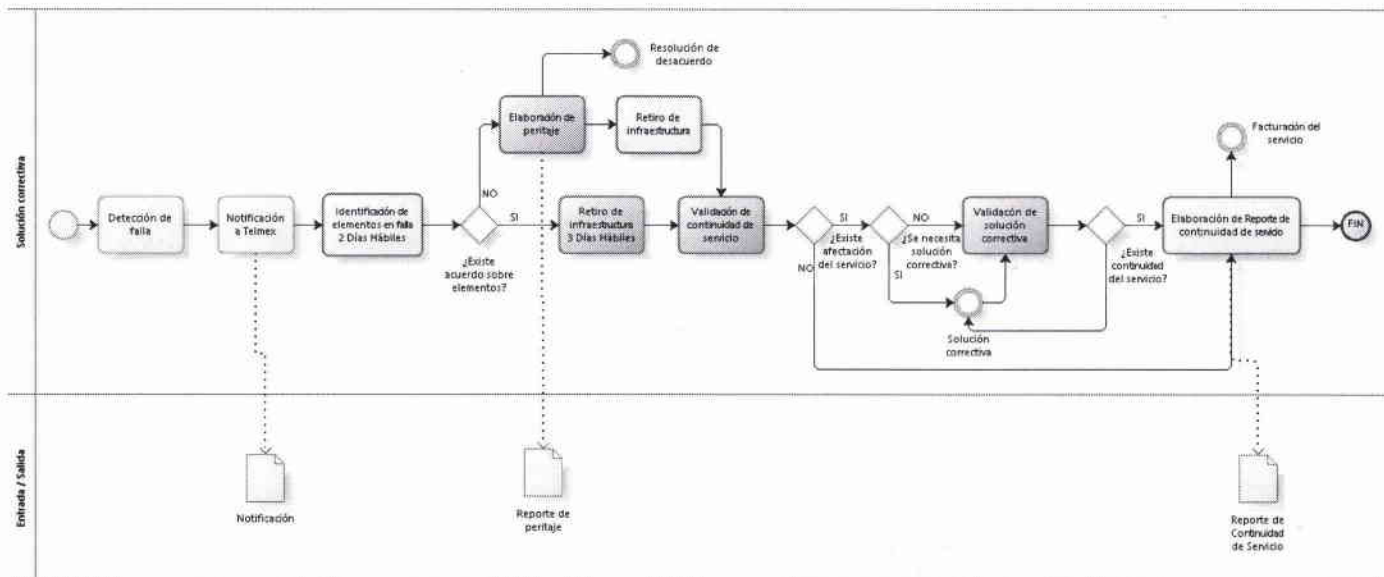 Solución correctiva
Resolución de
desacuerdo
Elaboración de
peritaje
Retiro de
infraestructura
Facturación del
servicio
NO
Detección de
falla
Notificación
a Telmex
Identificación de
elementos en falla
2 Días Hábiles
SI
¿Existe
acuerdo sobre
elementos?
Retiro de
infraestructura
3 Días Hábiles
Validación de
continuidad de
servicio
SI
¿Existe
afectación
del servicio?
NO
NO
¿Se necesita
solución
correctiva?
SI
Validacón de
solución
correctiva
SI
¿Existe
continuidad
del servicio?
Elaboración de Reporte de
continuidad de servicio
FIN
Solución
correctiva
Entrada / Salida
Notificación
Reporte de
peritaje
Reporte de
Continuidad
de Servicio